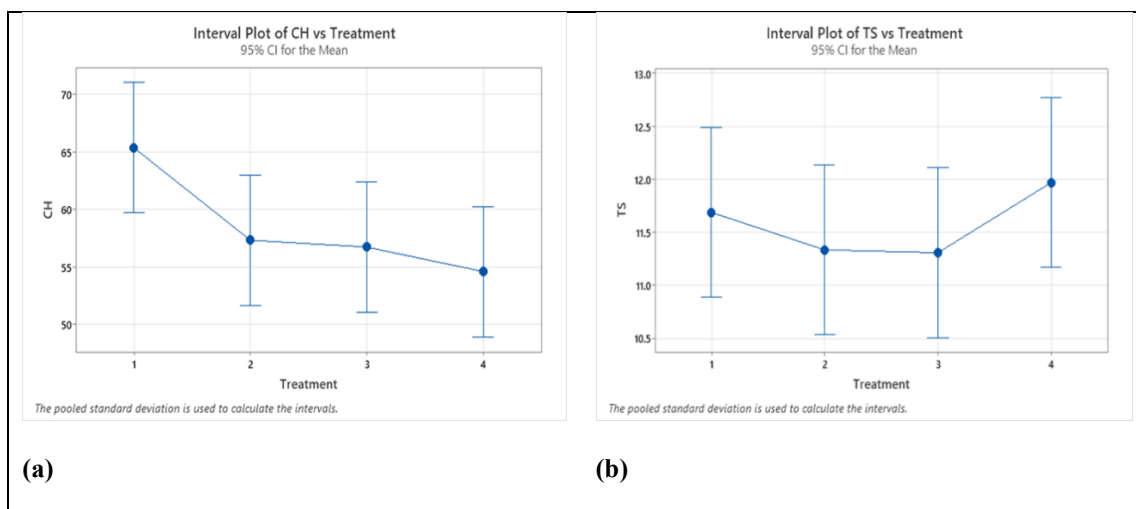 Interval Plot of CH vs Treatment
95% CI for the Mean
70
65
60
55
50
CH
1 2 3 4
Treatment
The pooled standard deviation is used to calculate the intervals.
(a)
Interval Plot of TS vs Treatment
95% CI for the Mean
13.0
12.5
12.0
11.5
11.0
10.5
TS
1 2 3 4
Treatment
The pooled standard deviation is used to calculate the intervals.
(b)